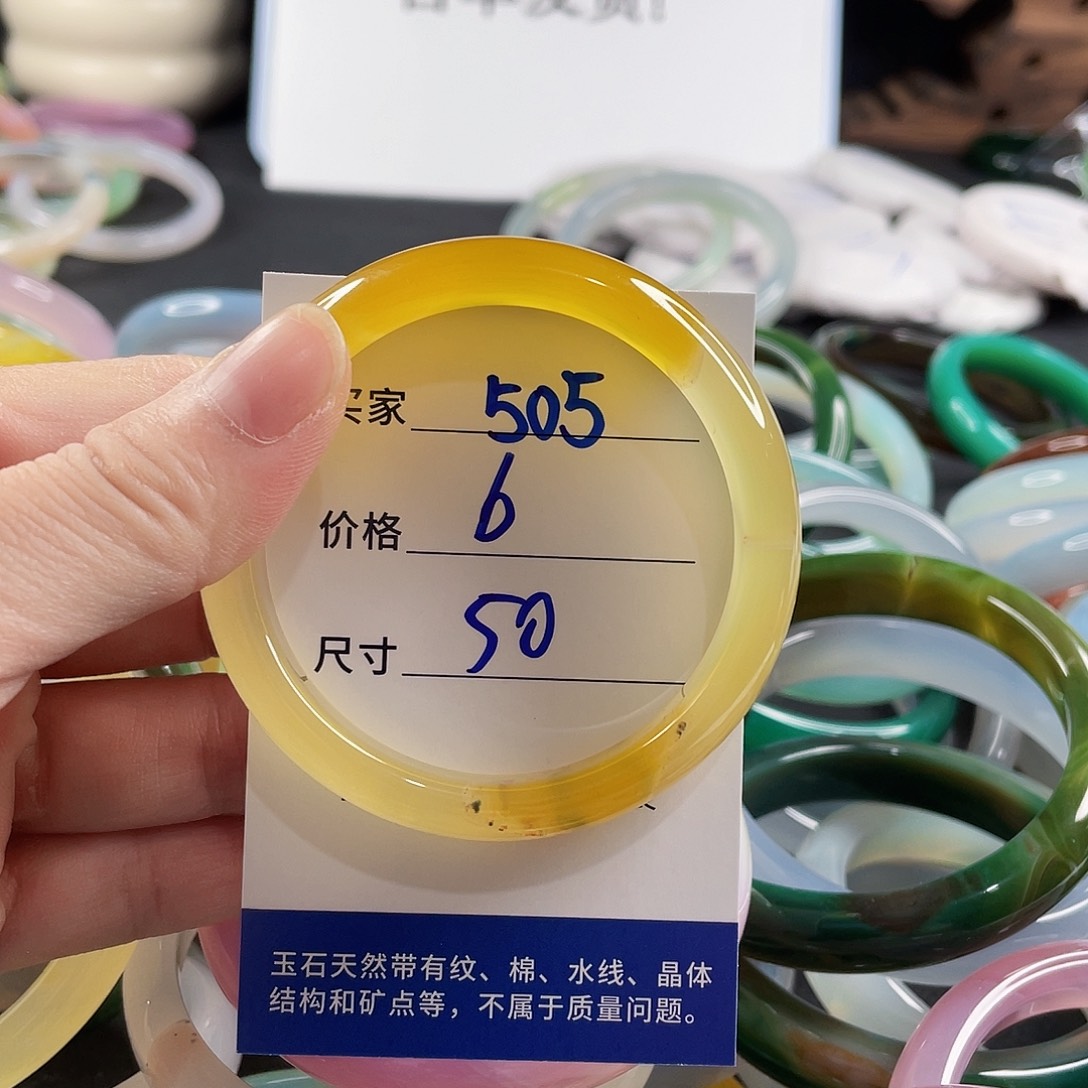 买家 505
价格 6
尺寸 50
玉石天然带有纹、棉、水线、晶体
结构和矿点等，不属于质量问题。